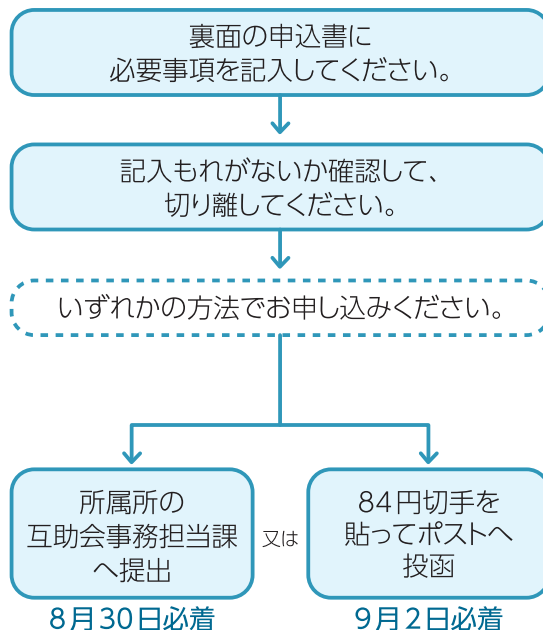 裏面の申込書に
必要事項を記入してください。
記入もれがないか確認して、
切り離してください。
いずれかの方法でお申し込みください。
所属所の
互助会事務担当課
へ提出
又は
84円切手を
貼ってポストへ
投函
8月30日必着
9月2日必着